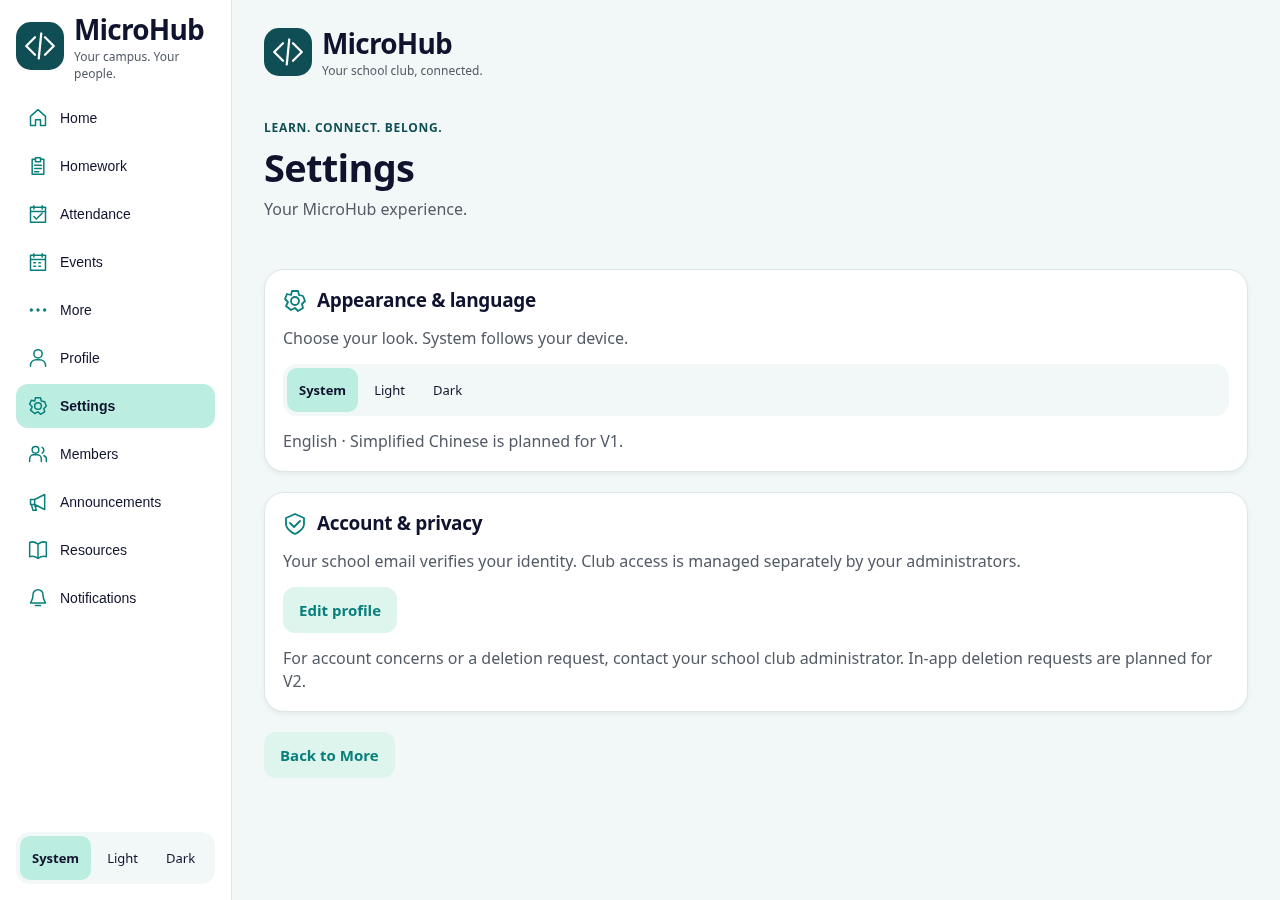 MicroHub
Your campus. Your
people.
Home
Homework
Attendance
Events
More
Profile
Settings
Members
Announcements
Resources
Notifications
System
Light
Dark
MicroHub
Your school club, connected.
LEARN. CONNECT. BELONG.
Settings
Your MicroHub experience.
Appearance & language
Choose your look. System follows your device.
System
Light
Dark
English · Simplified Chinese is planned for V1.
Account & privacy
Your school email verifies your identity. Club access is managed separately by your administrators.
Edit profile
For account concerns or a deletion request, contact your school club administrator. In-app deletion requests are planned for
V2.
Back to More